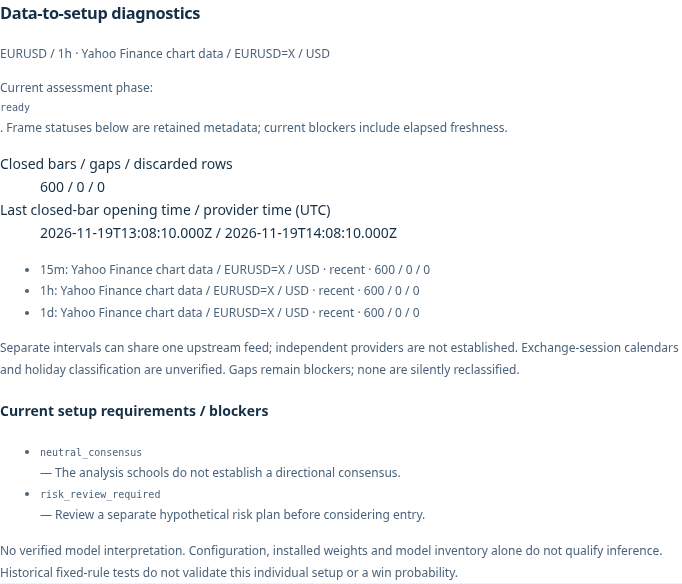 Data-to-setup diagnostics
EURUSD / 1h · Yahoo Finance chart data / EURUSD=X / USD
Current assessment phase:
ready
. Frame statuses below are retained metadata; current blockers include elapsed freshness.
Closed bars / gaps / discarded rows
600 / 0 / 0
Last closed-bar opening time / provider time (UTC)
2026-11-19T13:08:10.000Z / 2026-11-19T14:08:10.000Z
• 15m: Yahoo Finance chart data / EURUSD=X / USD · recent · 600 / 0 / 0
• 1h: Yahoo Finance chart data / EURUSD=X / USD · recent · 600 / 0 / 0
• 1d: Yahoo Finance chart data / EURUSD=X / USD · recent · 600 / 0 / 0
Separate intervals can share one upstream feed; independent providers are not established. Exchange-session calendars
and holiday classification are unverified. Gaps remain blockers; none are silently reclassified.
Current setup requirements / blockers
• neutral_consensus
— The analysis schools do not establish a directional consensus.
• risk_review_required
— Review a separate hypothetical risk plan before considering entry.
No verified model interpretation. Configuration, installed weights and model inventory alone do not qualify inference.
Historical fixed-rule tests do not validate this individual setup or a win probability.